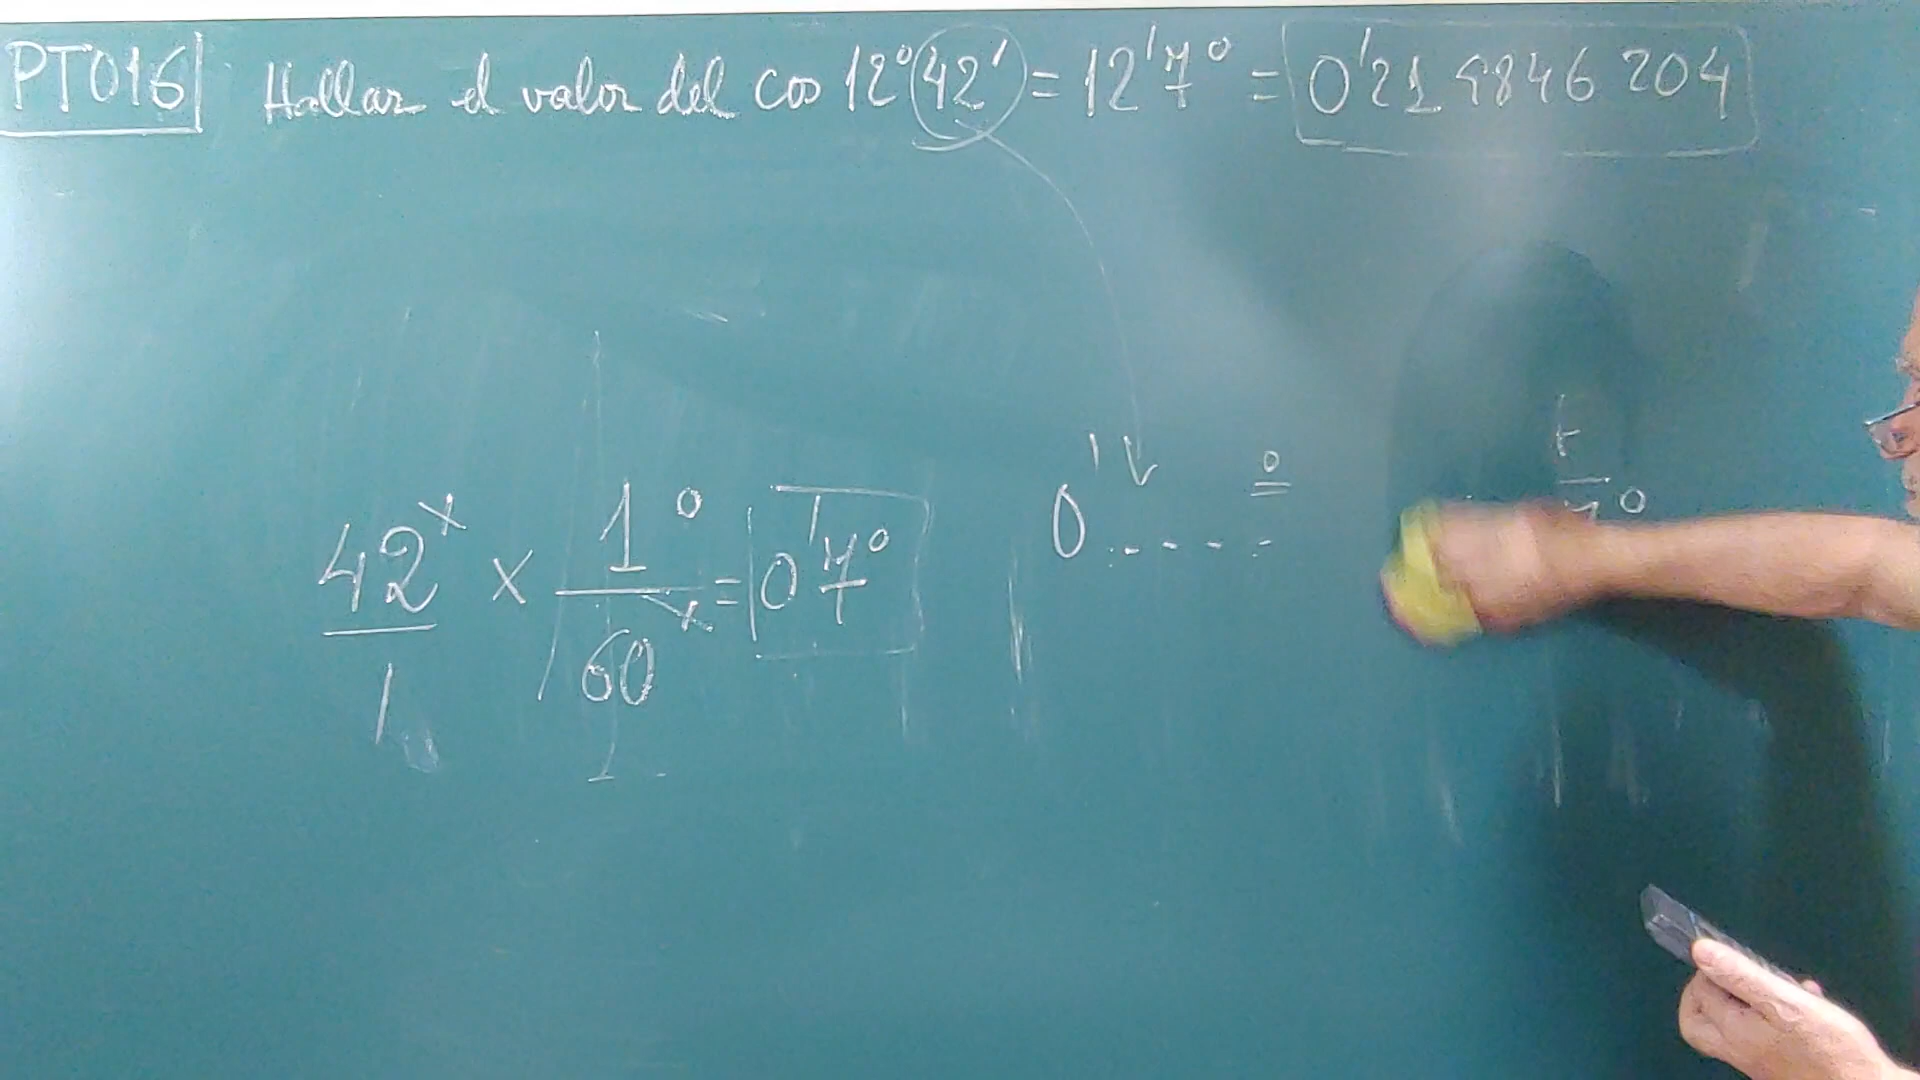 PT016 Hallar el valor del cos 12°42' = 12'7° = 0'219846204
42' x 1°/60' = 0'7°
1
0' °